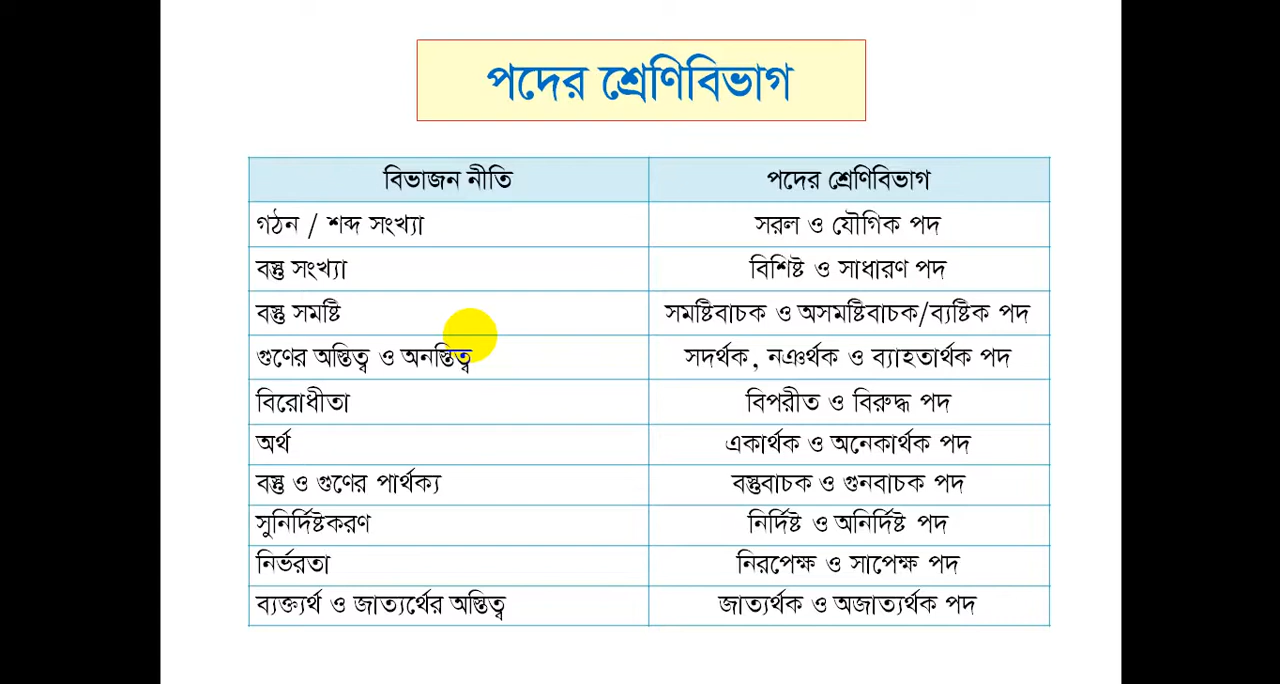 পদের শ্রেণিবিভাগ
বিভাজন নীতি পদের শ্রেণিবিভাগ
গঠন / শব্দ সংখ্যা সরল ও যৌগিক পদ
বস্তু সংখ্যা বিশিষ্ট ও সাধারণ পদ
বস্তু সমষ্টি সমষ্টিবাচক ও অসমষ্টিবাচক/ব্যষ্টিক পদ
গুণের অস্তিত্ব ও অনস্তিত্ব সদর্থক, নঞর্থক ও ব্যাহতার্থক পদ
বিরোধীতা বিপরীত ও বিরুদ্ধ পদ
অর্থ একার্থক ও অনেকার্থক পদ
বস্তু ও গুণের পার্থক্য বস্তুবাচক ও গুনবাচক পদ
সুনির্দিষ্টকরণ নির্দিষ্ট ও অনির্দিষ্ট পদ
নির্ভরতা নিরপেক্ষ ও সাপেক্ষ পদ
ব্যক্ত্যর্থ ও জাত্যর্থের অস্তিত্ব জাত্যর্থক ও অজাত্যর্থক পদ